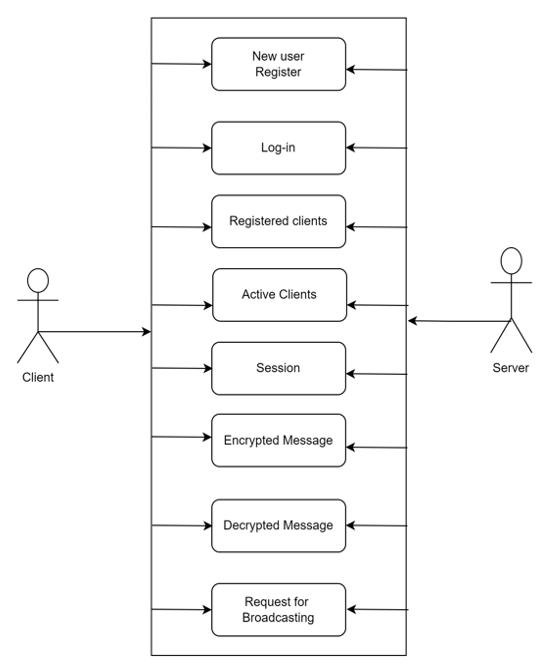 New user
Register
Log-in
Registered clients
Active Clients
Session
Encrypted Message
Decrypted Message
Request for
Broadcasting
Client
Server